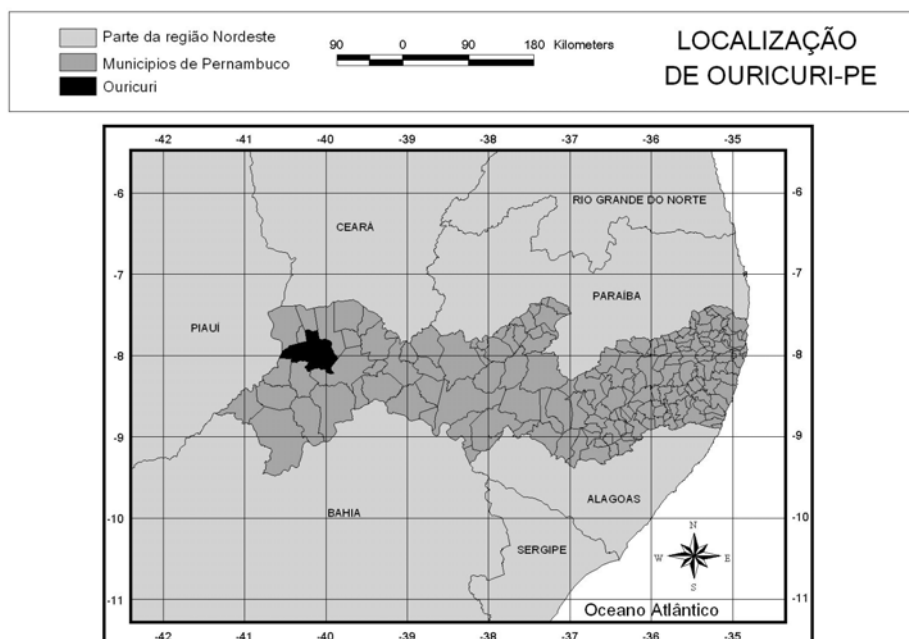 Parte da região Nordeste
Municipios de Pernambuco
Ouricuri
90 0 90 180 Kilometers
LOCALIZAÇÃO
DE OURICURI-PE
-42 -41 -40 -39 -38 -37 -36 -35
-6 -6
RIO GRANDE DO NORTE
CEARÁ
-7 -7
PARAÍBA
PIAUÍ
-8 -8
-9 -9
ALAGOAS
BAHIA
-10 -10
N
SERGIPE
W E
S
-11 -11
Oceano Atlântico
-42 -41 -40 -39 -38 -37 -36 -35